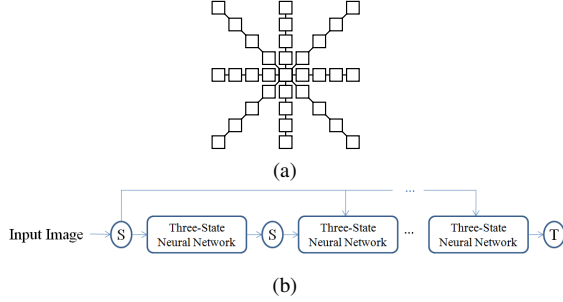 (a)
...
Input Image
S
Three-State
Neural Network
S
Three-State
Neural Network
...
Three-State
Neural Network
T
(b)